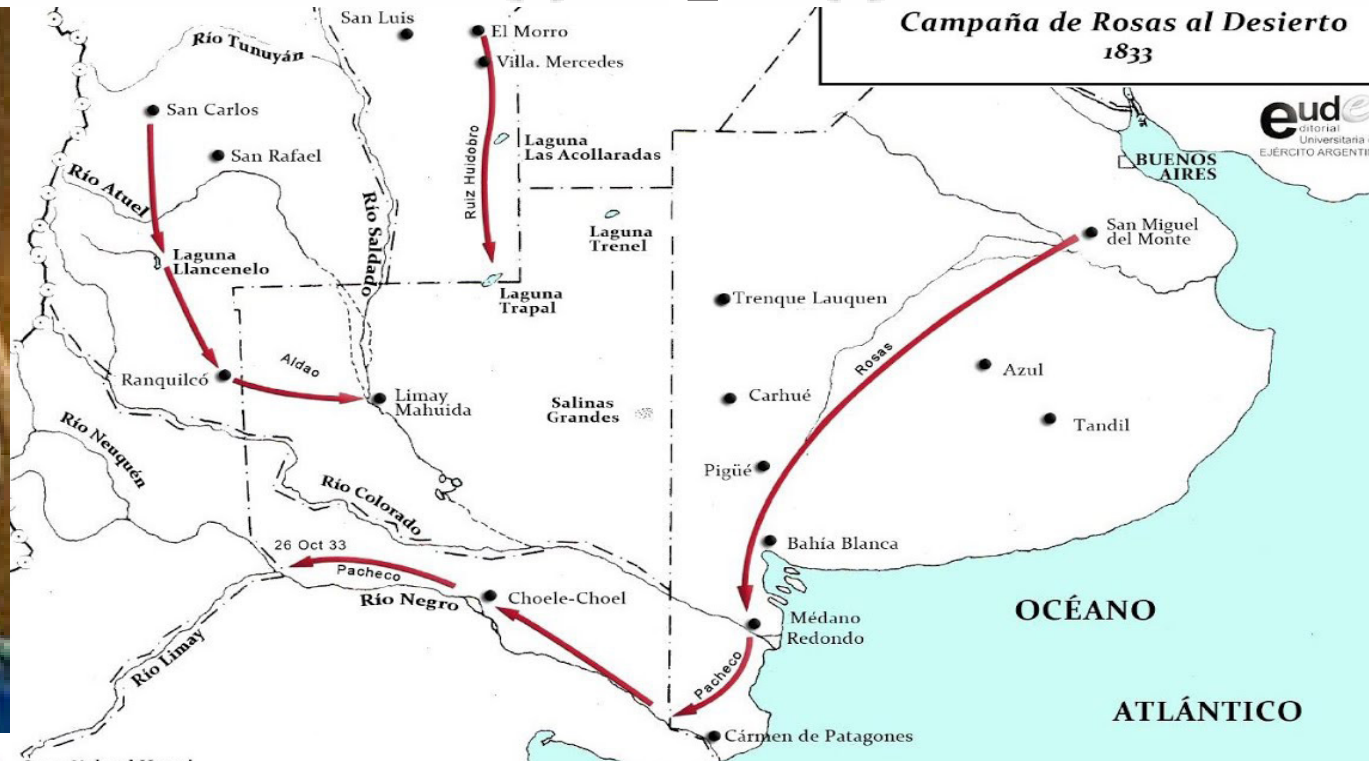 Campaña de Rosas al Desierto
1833
eude
ditorial
Universitaria
EJÉRCITO ARGENTIN
San Luis
El Morro
Villa. Mercedes
Río Tunuyán
San Carlos
San Rafael
Río Atuel
Laguna
Llancenelo
Río Saldado
Ruiz Huidobro
Laguna
Las Acollaradas
Laguna
Trenel
Laguna
Trapal
BUENOS
AIRES
San Miguel
del Monte
Trenque Lauquen
Rosas
Azul
Carhué
Tandil
Salinas
Grandes
Pigüé
Ranquilcó
Aldao
Limay
Mahuida
Río Neuquén
Río Colorado
26 Oct 33
Pacheco
Río Negro
Choele-Choel
Bahía Blanca
Médano
Redondo
Río Limay
Pacheco
Cármen de Patagones
OCÉANO
ATLÁNTICO